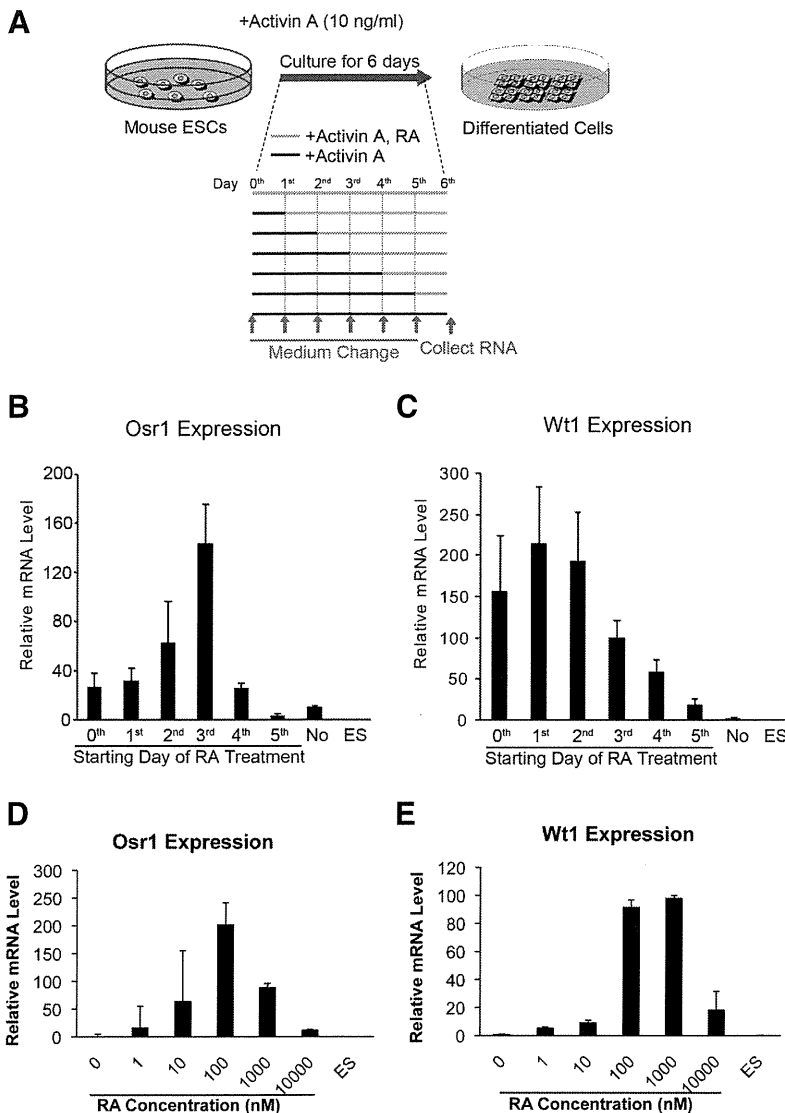 A
+Activin A (10 ng/ml)
Culture for 6 days
Mouse ESCs
Differentiated Cells
+Activin A, RA
+Activin A
Day 0th 1st 2nd 3rd 4th 5th 6th
Medium Change
Collect RNA
B
Osr1 Expression
Relative mRNA Level
200
160
120
80
40
0
0th 1st 2nd 3rd 4th 5th No ES
Starting Day of RA Treatment
C
Wt1 Expression
Relative mRNA Level
300
250
200
150
100
50
0
0th 1st 2nd 3rd 4th 5th No ES
Starting Day of RA Treatment
D
Osr1 Expression
Relative mRNA Level
300
250
200
150
100
50
0
0 1 10 100 1000 10000 ES
RA Concentration (nM)
E
Wt1 Expression
Relative mRNA Level
120
100
80
60
40
20
0
0 1 10 100 1000 10000 ES
RA Concentration (nM)